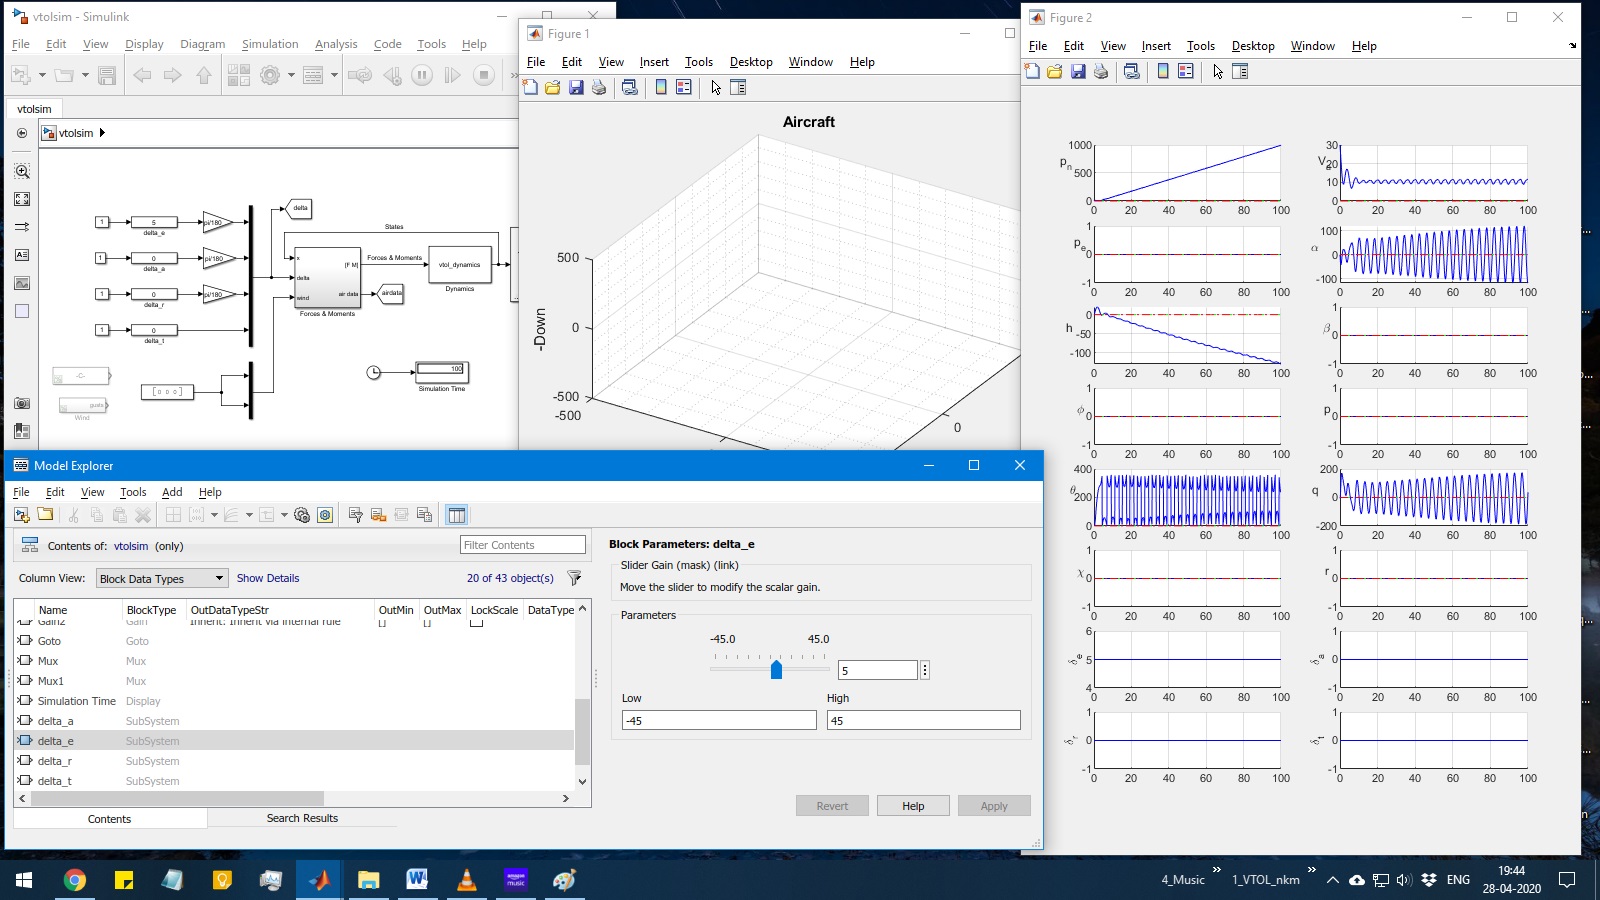 vtolsim - Simulink
File Edit View Display Diagram Simulation Analysis Code Tools Help
vtolsim
vtolsim
1
5
pi/180
delta_e
delta
1
0
pi/180
delta_a
States
x
delta
wind
[F M]
air data
Forces & Moments
Forces & Moments
vtol_dynamics
Dynamics
airdata
1
0
pi/180
delta_r
1
0
delta_t
-C-
gusts
Wind
[ 0 0 0 ]
100
Simulation Time
Figure 1
File Edit View Insert Tools Desktop Window Help
Aircraft
-Down
500
0
-500
-500
0
Figure 2
File Edit View Insert Tools Desktop Window Help
p_n
1000
500
0
0 20 40 60 80 100
30
20
10
0
0 20 40 60 80 100
p_e
1
0
-1
0 20 40 60 80 100
α
100
0
-100
0 20 40 60 80 100
h
0
-50
-100
0 20 40 60 80 100
β
1
0
-1
0 20 40 60 80 100
ϕ
1
0
-1
0 20 40 60 80 100
p
1
0
-1
0 20 40 60 80 100
θ
400
200
0
0 20 40 60 80 100
q
200
0
-200
0 20 40 60 80 100
χ
1
0
-1
0 20 40 60 80 100
r
1
0
-1
0 20 40 60 80 100
δ_e
6
5
4
0 20 40 60 80 100
δ_a
1
0
-1
0 20 40 60 80 100
δ_r
1
0
-1
0 20 40 60 80 100
δ_t
1
0
-1
0 20 40 60 80 100
Model Explorer
File Edit View Tools Add Help
Contents of: vtolsim (only)
Filter Contents
Column View: Block Data Types Show Details 20 of 43 object(s)
Name BlockType OutDataTypeStr OutMin OutMax LockScale DataType
Gain2 Gain Inherit: Inherit via internal rule [] []
Goto Goto
Mux Mux
Mux1 Mux
Simulation Time Display
delta_a SubSystem
delta_e SubSystem
delta_r SubSystem
delta_t SubSystem
Contents Search Results
Block Parameters: delta_e
Slider Gain (mask) (link)
Move the slider to modify the scalar gain.
Parameters
-45.0 45.0
5
Low High
-45 45
Revert Help Apply
amazon music
4_Music » 1_VTOL_nkm » ENG
19:44
28-04-2020